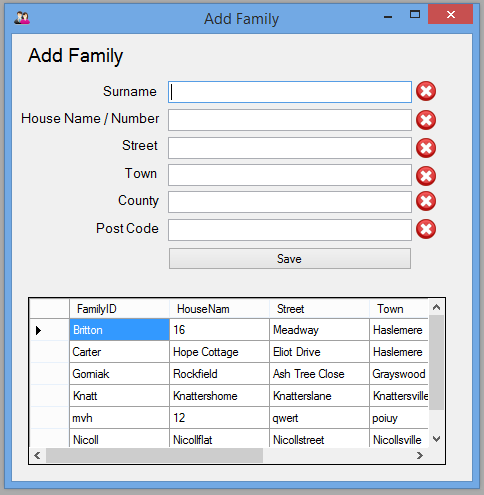 Add Family
Add Family
Surname
House Name / Number
Street
Town
County
Post Code
Save
FamilyID HouseNam Street Town
Britton 16 Meadway Haslemere
Carter Hope Cottage Eliot Drive Haslemere
Gorniak Rockfield Ash Tree Close Grayswood
Knatt Knattershome Knatterslane Knattersville
mvh 12 qwert poiuy
Nicoll Nicollflat Nicollstreet Nicollsville